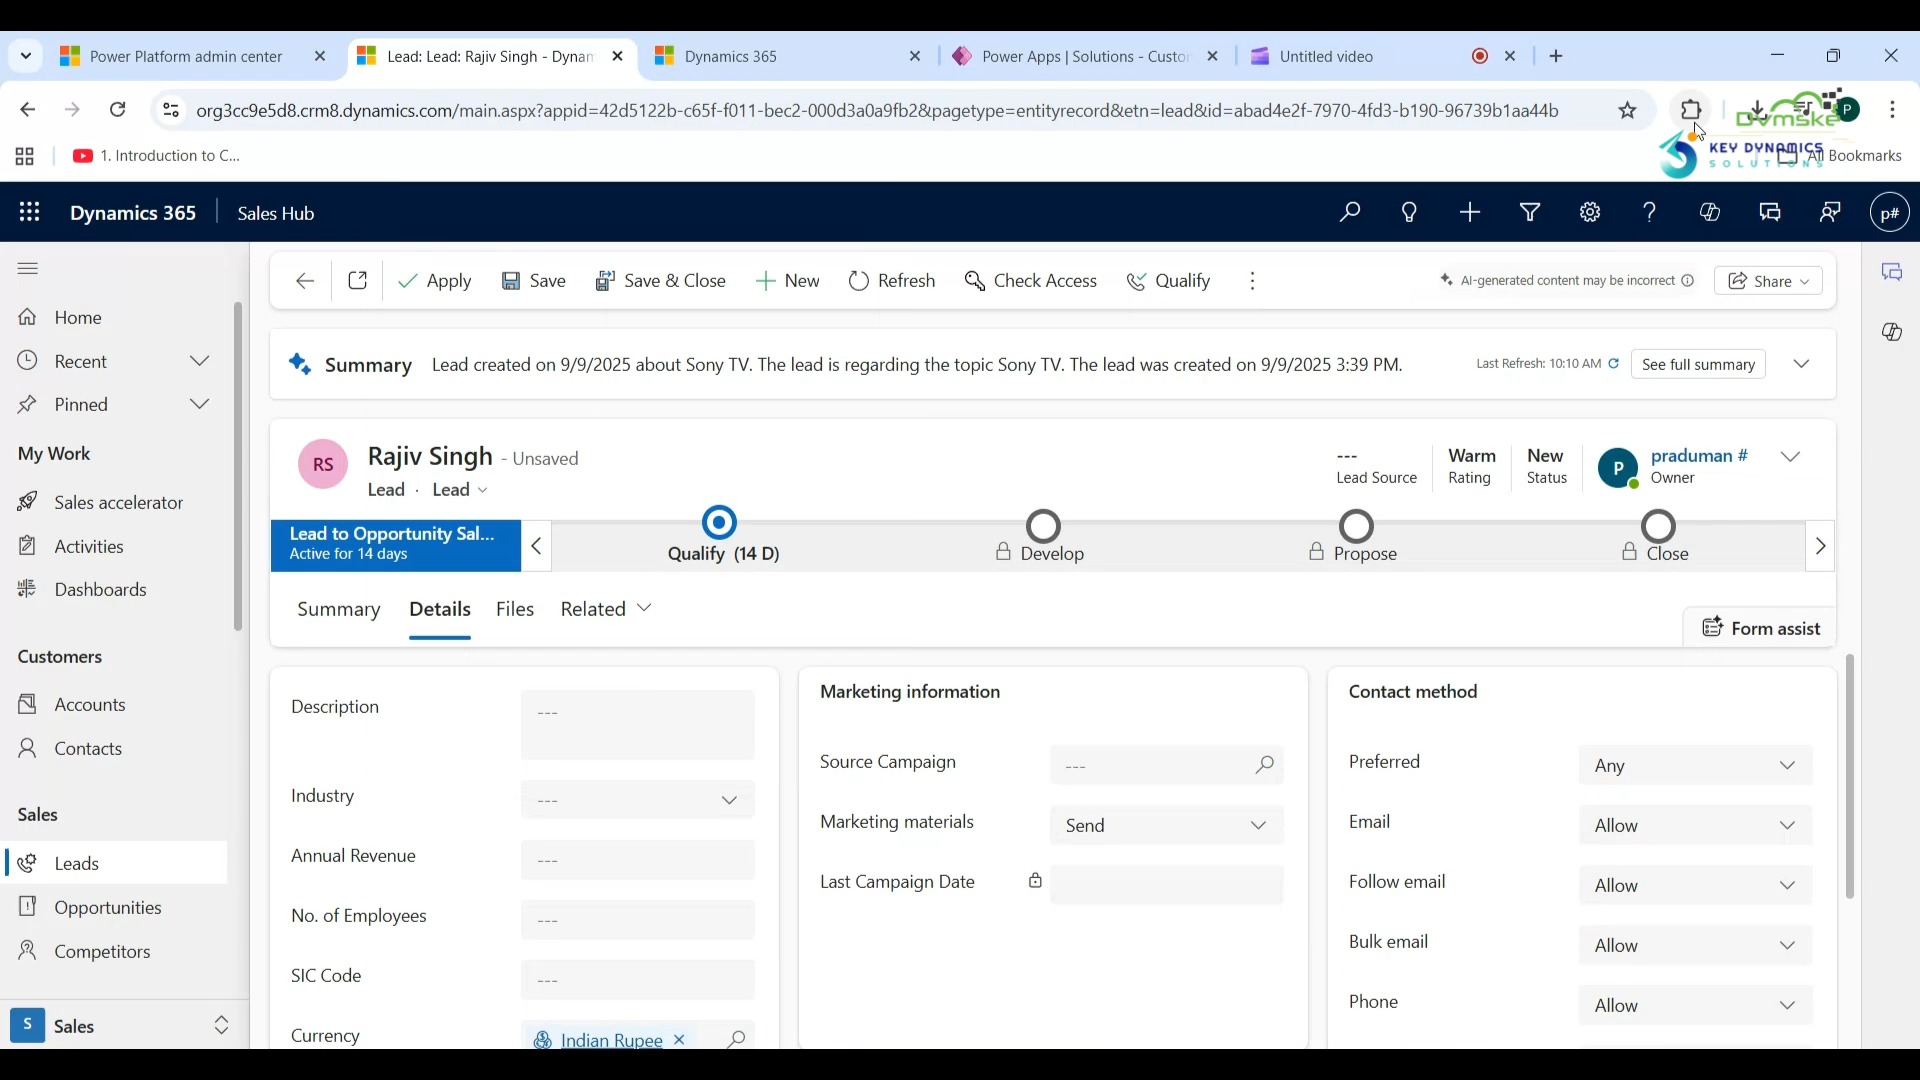 Power Platform admin center
Lead: Lead: Rajiv Singh - Dynam
Dynamics 365
Power Apps | Solutions - Custo
Untitled video
org3cc9e5d8.crm8.dynamics.com/main.aspx?appid=42d5122b-c65f-f011-bec2-000d3a0a9fb2&pagetype=entityrecord&etn=lead&id=abad4e2f-7970-4fd3-b190-96739b1aa44b
P
1. Introduction to C...
KEY DYNAMICS
SOLUTIONS
All Bookmarks
Dynamics 365
Sales Hub
p#
Apply
Save
Save & Close
New
Refresh
Check Access
Qualify
AI-generated content may be incorrect
Share
Summary
Lead created on 9/9/2025 about Sony TV. The lead is regarding the topic Sony TV. The lead was created on 9/9/2025 3:39 PM.
Last Refresh: 10:10 AM
See full summary
RS
Rajiv Singh - Unsaved
Lead · Lead
---
Lead Source
Warm
Rating
New
Status
P
praduman #
Owner
Lead to Opportunity Sal...
Active for 14 days
Qualify (14 D)
Develop
Propose
Close
Summary
Details
Files
Related
Form assist
Home
Recent
Pinned
My Work
Sales accelerator
Activities
Dashboards
Customers
Accounts
Contacts
Sales
Leads
Opportunities
Competitors
S
Sales
Description
---
Industry
---
Annual Revenue
---
No. of Employees
---
SIC Code
---
Currency
Indian Rupee
Marketing information
Source Campaign
---
Marketing materials
Send
Last Campaign Date
Contact method
Preferred
Any
Email
Allow
Follow email
Allow
Bulk email
Allow
Phone
Allow